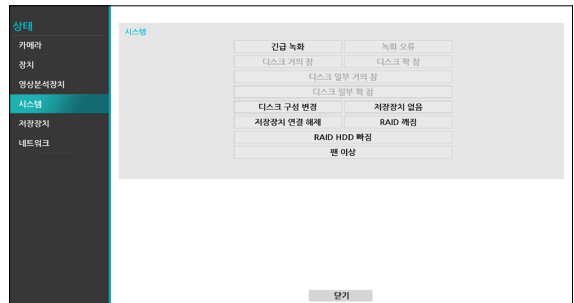 상태
카메라
장치
영상분석장치
시스템
저장장치
네트워크
시스템
긴급 녹화 녹화 오류
디스크 거의 참 디스크 꽉 참
디스크 일부 거의 참
디스크 일부 꽉 참
디스크 구성 변경 저장장치 없음
저장장치 연결 해제 RAID 깨짐
RAID HDD 빠짐
팬 이상
닫기